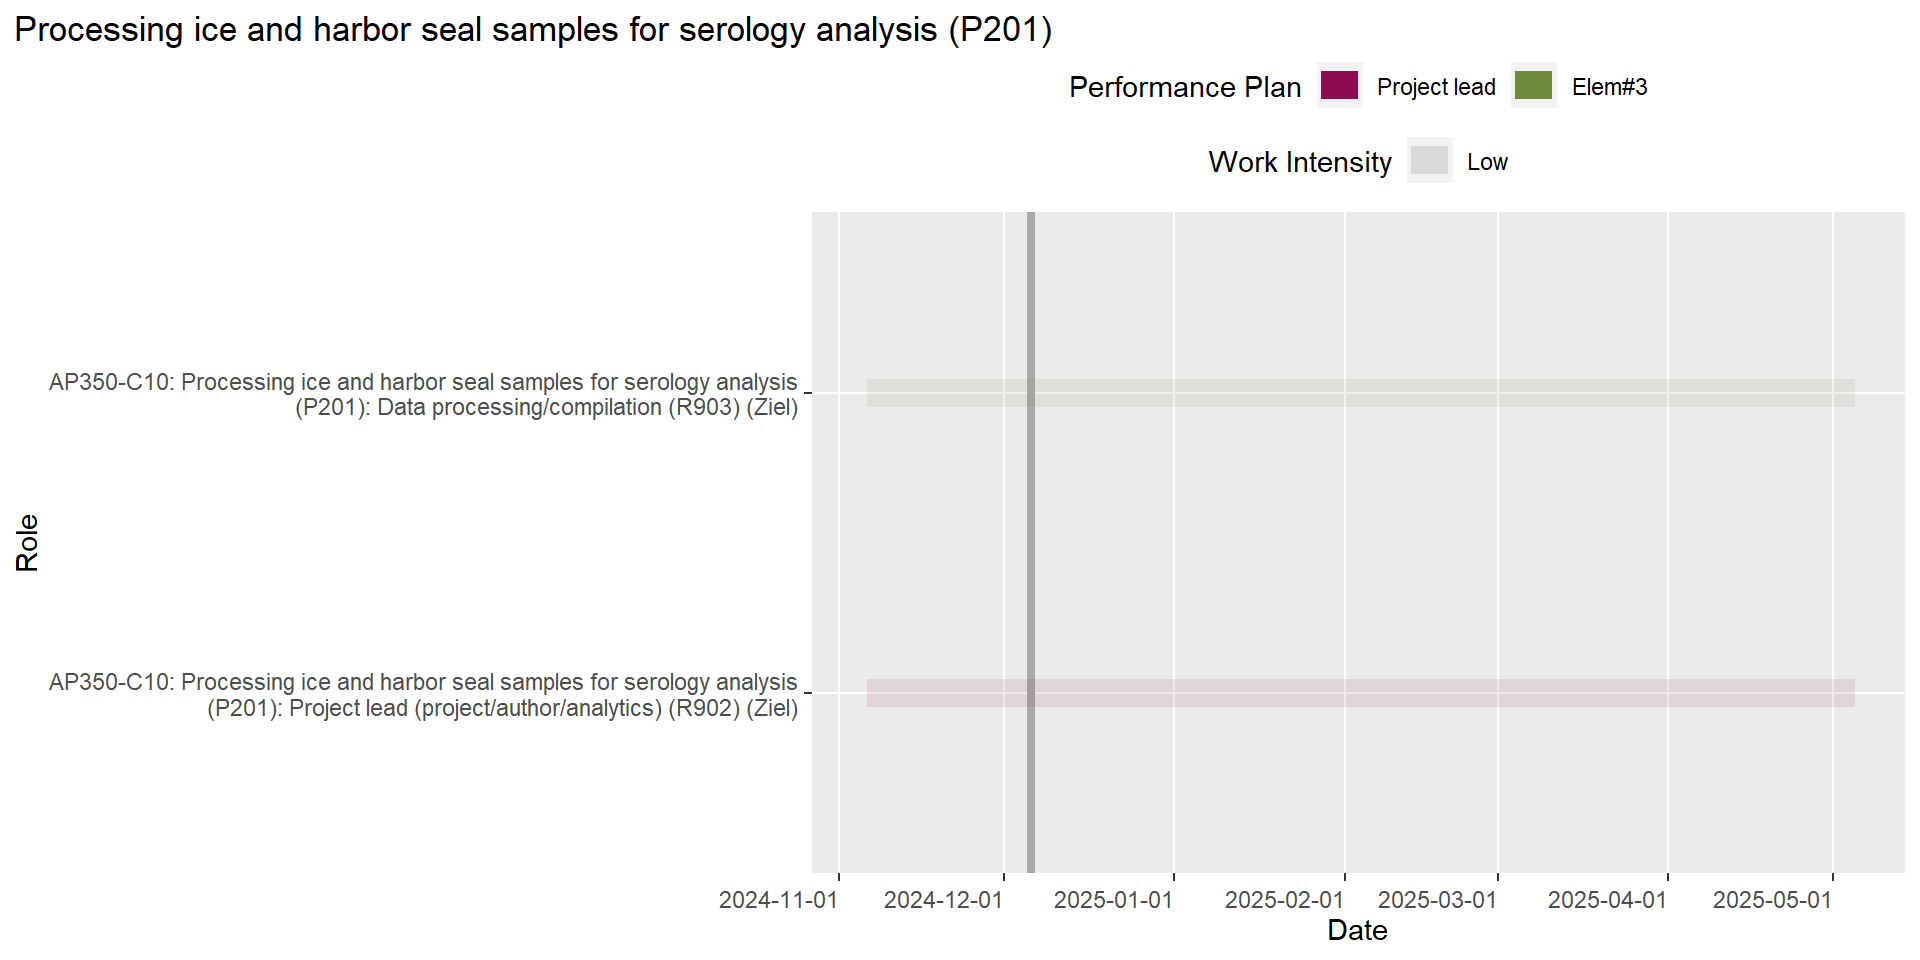 Processing ice and harbor seal samples for serology analysis (P201)
Performance Plan Project lead Elem#3
Work Intensity Low
AP350-C10: Processing ice and harbor seal samples for serology analysis
(P201): Data processing/compilation (R903) (Ziel)
Role
AP350-C10: Processing ice and harbor seal samples for serology analysis
(P201): Project lead (project/author/analytics) (R902) (Ziel)
2024-11-01 2024-12-01 2025-01-01 2025-02-01 2025-03-01 2025-04-01 2025-05-01
Date